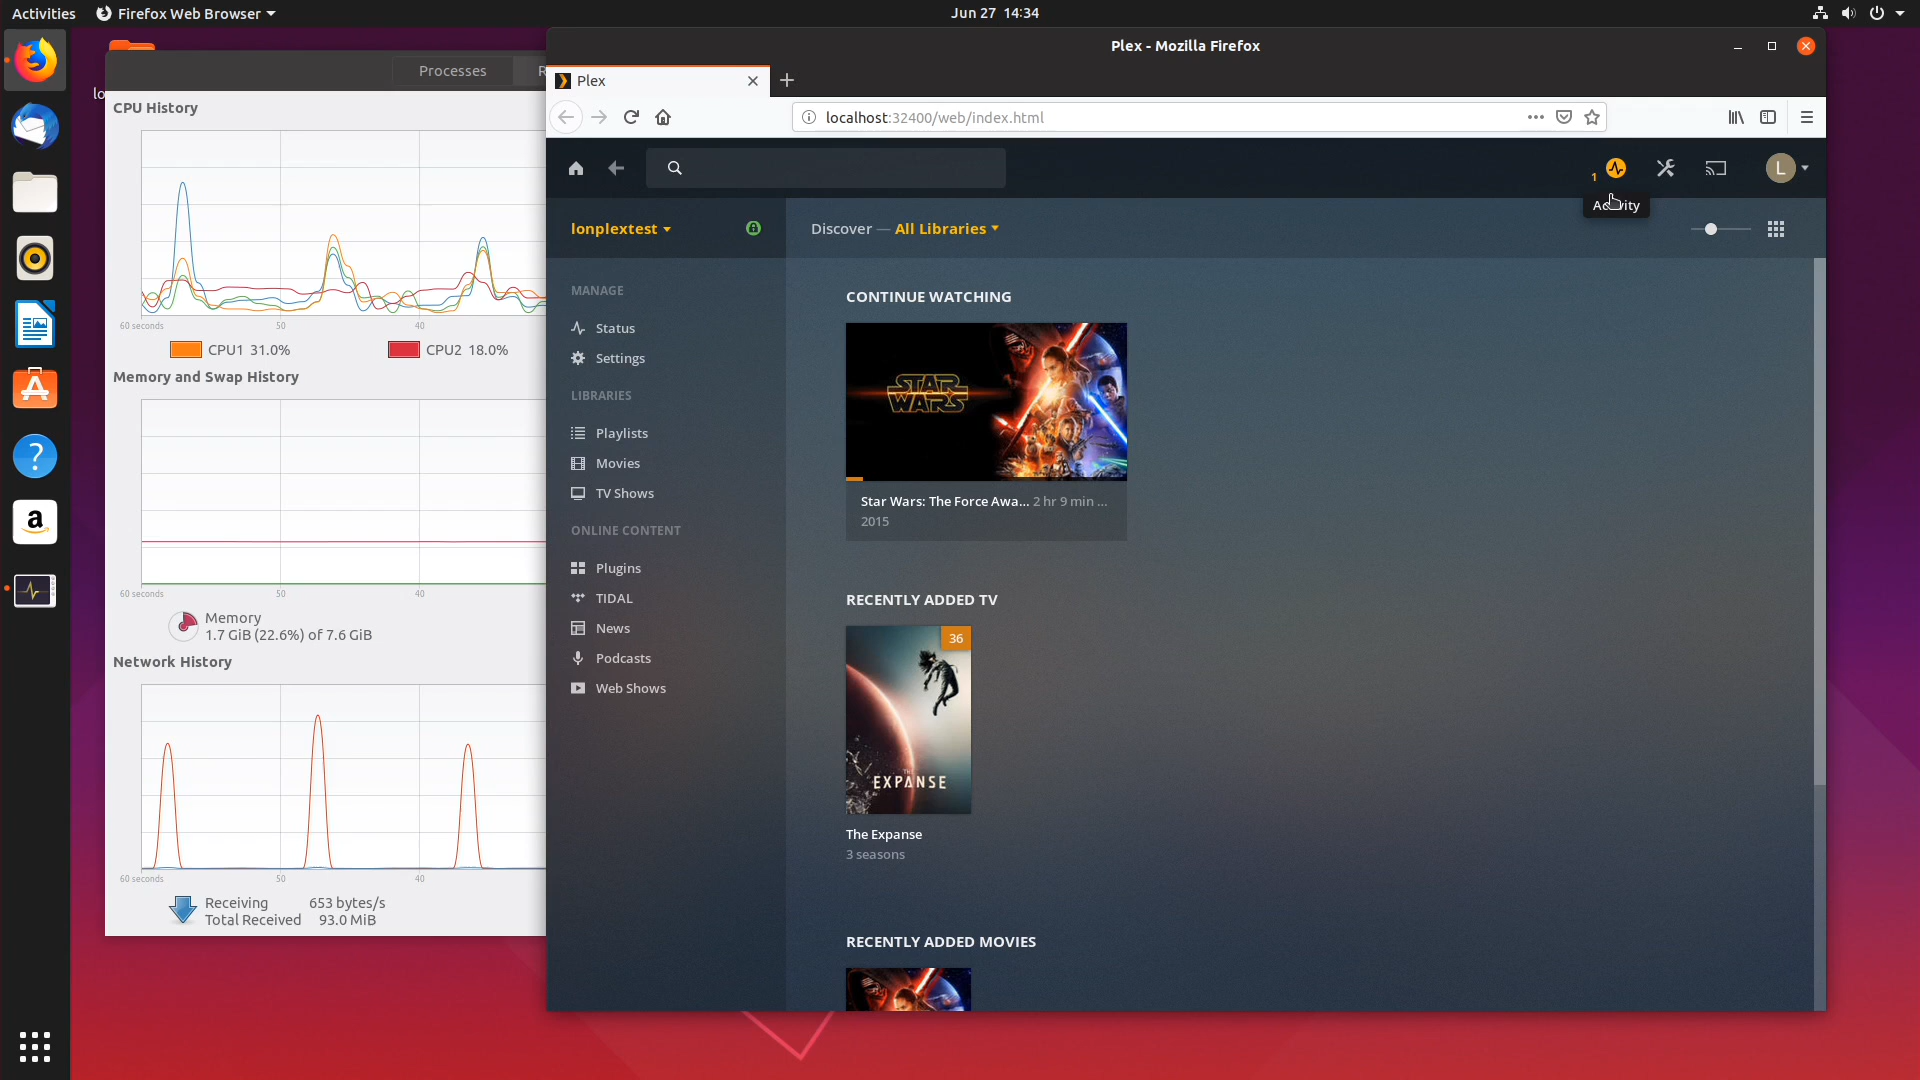 Activities
Firefox Web Browser
Jun 27 14:34
lo
Processes
R
CPU History
60 seconds
50
40
CPU1 31.0%
CPU2 18.0%
Memory and Swap History
60 seconds
50
40
Memory
1.7 GiB (22.6%) of 7.6 GiB
Network History
60 seconds
50
40
Receiving 653 bytes/s
Total Received 93.0 MiB
Plex - Mozilla Firefox
Plex
localhost:32400/web/index.html
1
L
Activity
lonplextest
Discover — All Libraries
MANAGE
Status
Settings
LIBRARIES
Playlists
Movies
TV Shows
ONLINE CONTENT
Plugins
TIDAL
News
Podcasts
Web Shows
CONTINUE WATCHING
STAR
WARS
Star Wars: The Force Awa... 2 hr 9 min ...
2015
RECENTLY ADDED TV
36
THE
EXPANSE
The Expanse
3 seasons
RECENTLY ADDED MOVIES